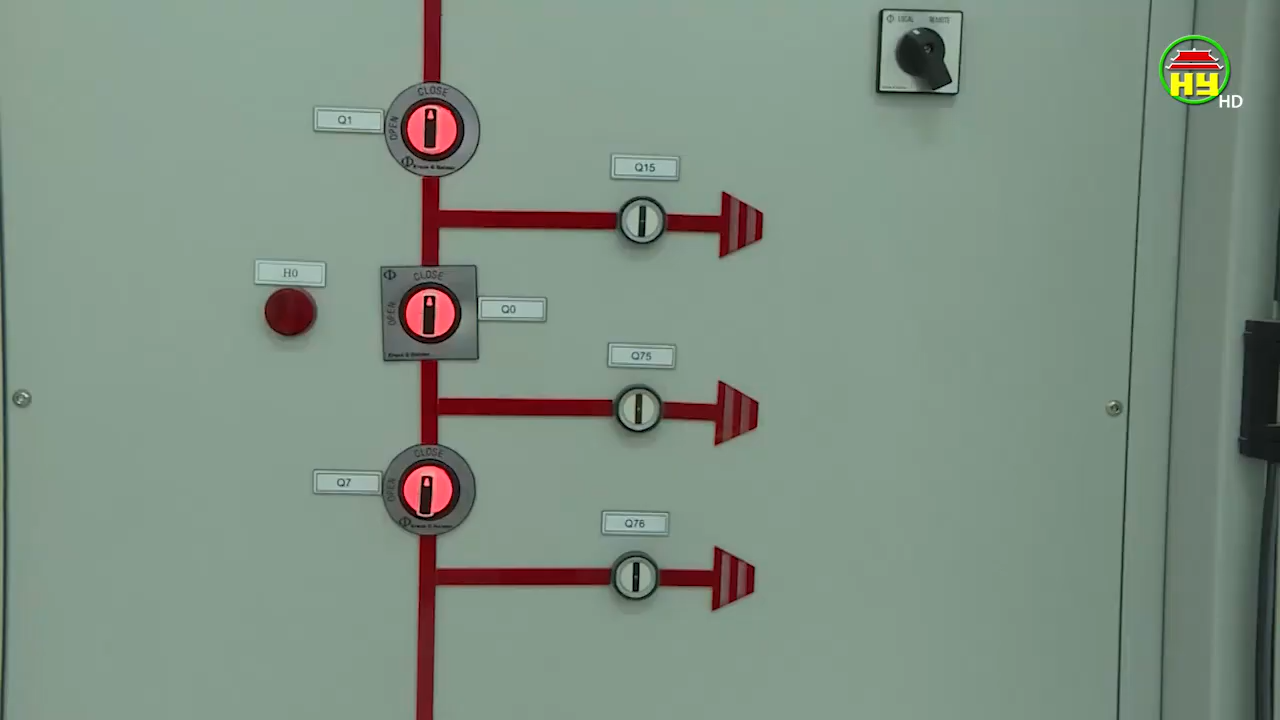 LOCAL REMOTE
HY
HD
CLOSE
OPEN
Q1
Q15
H0
CLOSE
OPEN
Q0
Q75
CLOSE
OPEN
Q7
Q76